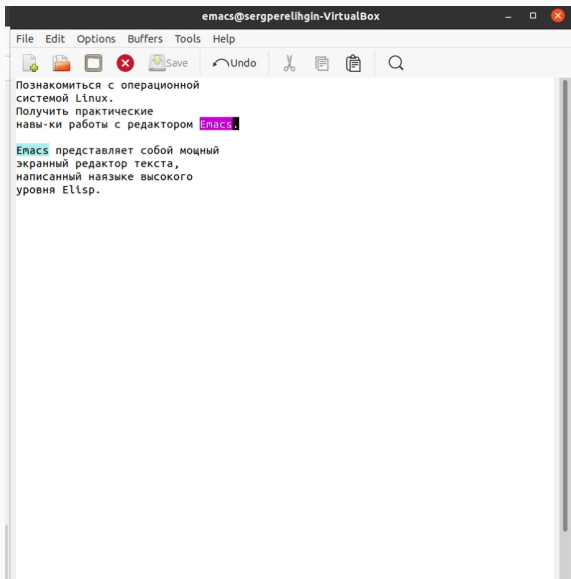 emacs@sergperelihgin-VirtualBox
File Edit Options Buffers Tools Help
Save Undo
Познакомиться с операционной
системой Linux.
Получить практические
навы-ки работы с редактором Emacs.
Emacs представляет собой мощный
экранный редактор текста,
написанный наязыке высокого
уровня Elisp.